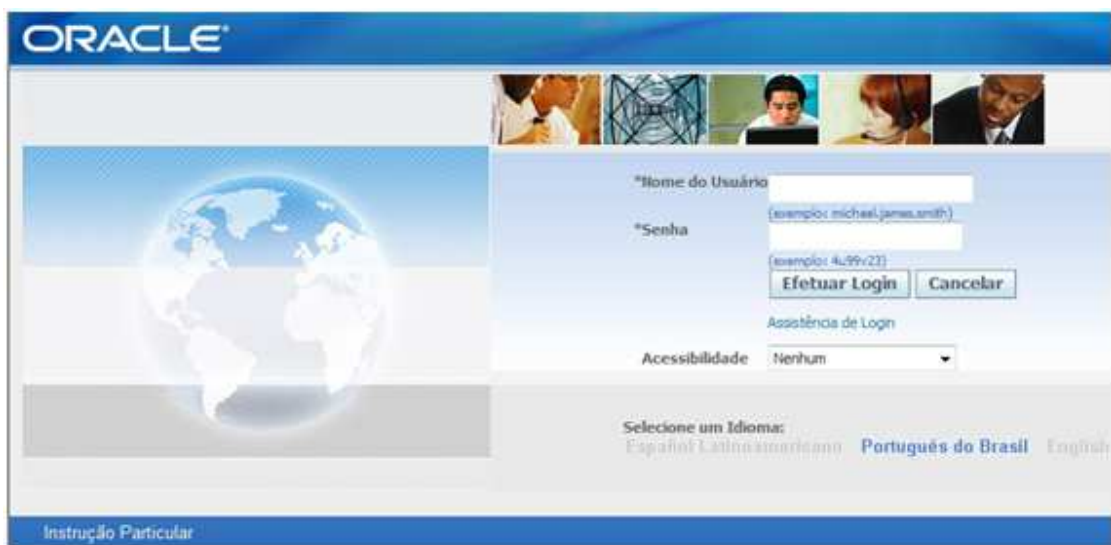 ORACLE®
*Nome do Usuário
(exemplo: michael.james.smith)
*Senha
(exemplo: 4u99v23)
Efetuar Login Cancelar
Assistência de Login
Acessibilidade Nenhum
Selecione um Idioma:
Español Latinoamericano Português do Brasil English
Instrução Particular